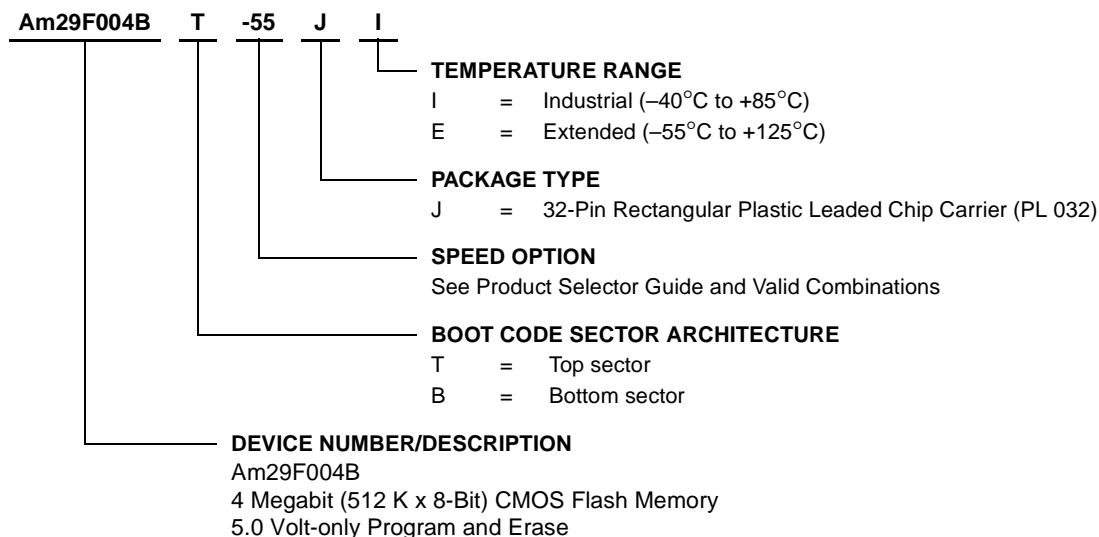 Am29F004B T -55 J I
TEMPERATURE RANGE
I = Industrial (–40°C to +85°C)
E = Extended (–55°C to +125°C)
PACKAGE TYPE
J = 32-Pin Rectangular Plastic Leaded Chip Carrier (PL 032)
SPEED OPTION
See Product Selector Guide and Valid Combinations
BOOT CODE SECTOR ARCHITECTURE
T = Top sector
B = Bottom sector
DEVICE NUMBER/DESCRIPTION
Am29F004B
4 Megabit (512 K x 8-Bit) CMOS Flash Memory
5.0 Volt-only Program and Erase